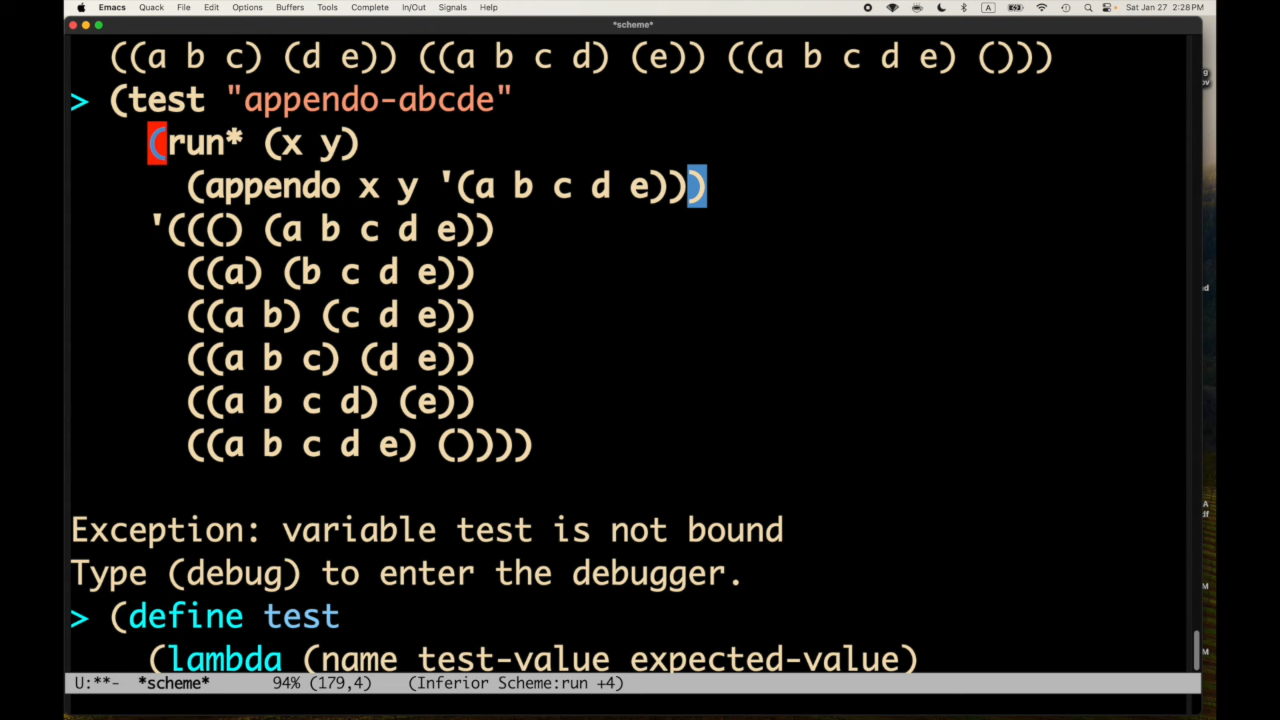 Emacs Quack File Edit Options Buffers Tools Complete In/Out Signals Help A Sat Jan 27 2:28 PM
*scheme*
((a b c) (d e)) ((a b c d) (e)) ((a b c d e) ()))
> (test "appendo-abcde"
(run* (x y)
(appendo x y '(a b c d e)))
'((() (a b c d e))
((a) (b c d e))
((a b) (c d e))
((a b c) (d e))
((a b c d) (e))
((a b c d e) ())))
Exception: variable test is not bound
Type (debug) to enter the debugger.
> (define test
(lambda (name test-value expected-value)
U:**- *scheme* 94% (179,4) (Inferior Scheme:run +4)